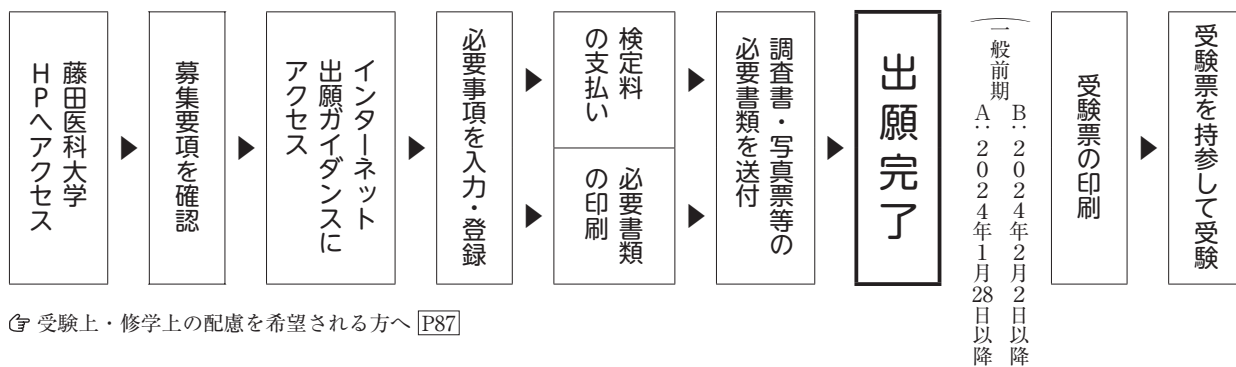 藤田医科大学
ＨＰへアクセス
▶
募集要項を確認
▶
インターネット
出願ガイダンスに
アクセス
▶
必要事項を入力・登録
▶
検定料
の支払い
▶
必要書類
の印刷
▶
調査書・写真票等の
必要書類を送付
▶
出願完了
（一般前期
A：２０２４年１月28日以降
B：２０２４年２月２日以降
受験票の印刷
▶
受験票を持参して受験
☞ 受験上・修学上の配慮を希望される方へ P87